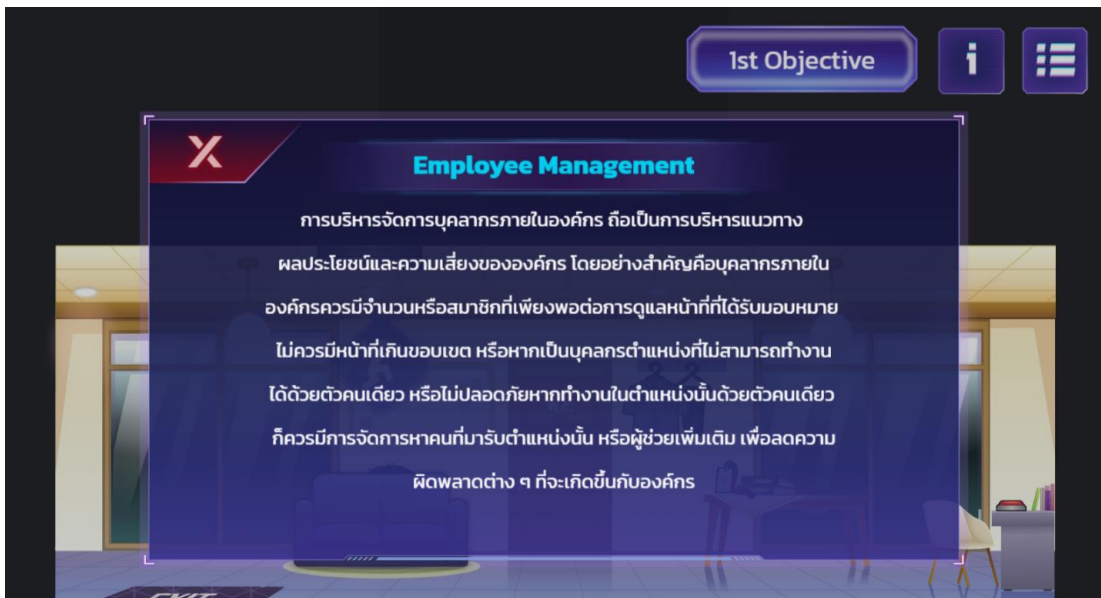 1st Objective
i
X
Employee Management
การบริหารจัดการบุคลากรภายในองค์กร ถือเป็นการบริหารแนวทาง
ผลประโยชน์และความเสี่ยงขององค์กร โดยอย่างสำคัญคือบุคลากรภายใน
องค์กรควรมีจำนวนหรือสมาชิกที่เพียงพอต่อการดูแลหน้าที่ที่ได้รับมอบหมาย
ไม่ควรมีหน้าที่เกินขอบเขต หรือหากเป็นบุคลกรตำแหน่งที่ไม่สามารถทำงาน
ได้ด้วยตัวคนเดียว หรือไม่ปลอดภัยหากทำงานในตำแหน่งนั้นด้วยตัวคนเดียว
ก็ควรมีการจัดการหาคนที่มารับตำแหน่งนั้น หรือผู้ช่วยเพิ่มเติม เพื่อลดความ
ผิดพลาดต่าง ๆ ที่จะเกิดขึ้นกับองค์กร
EXIT